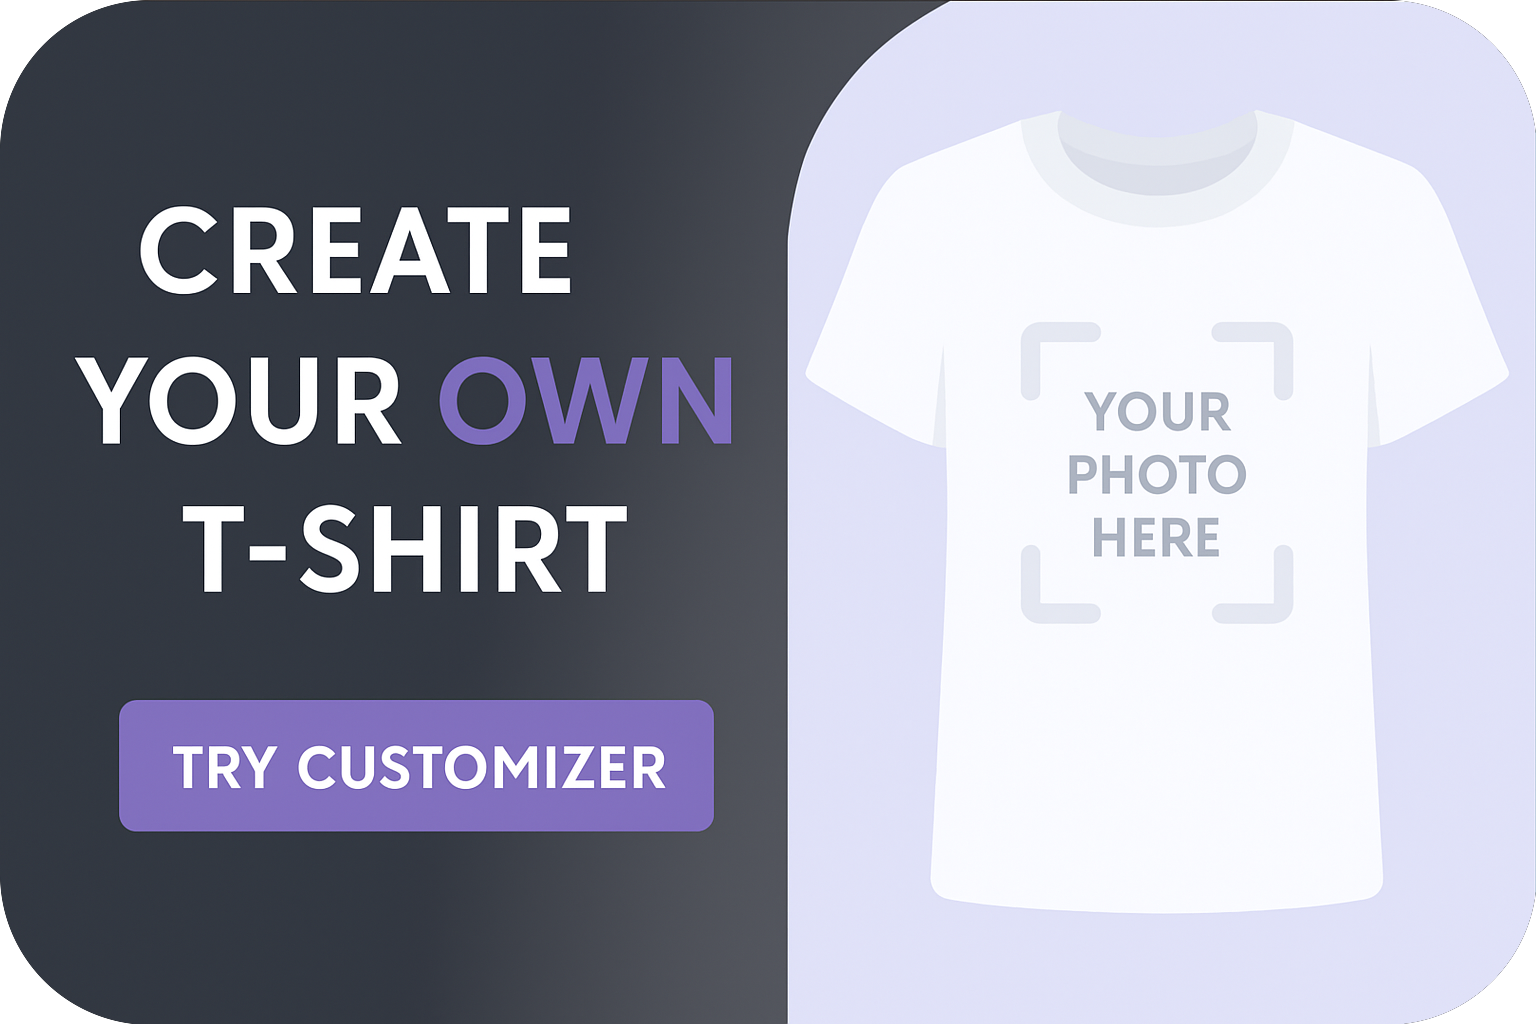 CREATE
YOUR OWN
T-SHIRT
TRY CUSTOMIZER
YOUR
PHOTO
HERE